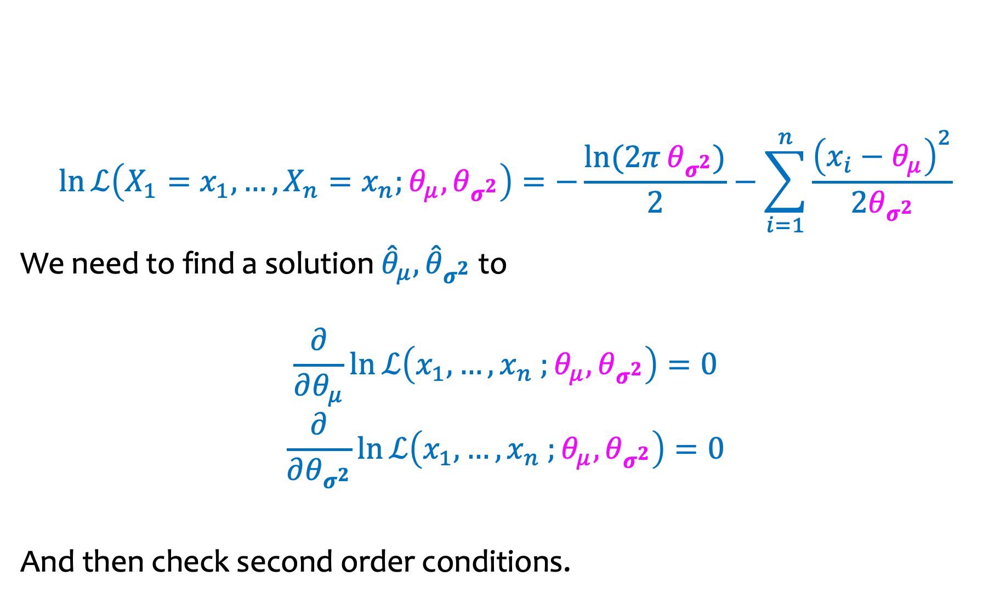 ln ℒ(X₁ = x₁, … , Xₙ = xₙ; θ_μ, θ_σ²) = − ln(2π θ_σ²)/2 − ∑_{i=1}^{n} (x_i − θ_μ)²/(2θ_σ²)
We need to find a solution θ̂_μ, θ̂_σ² to
∂/∂θ_μ ln ℒ(x₁, … , xₙ ; θ_μ, θ_σ²) = 0
∂/∂θ_σ² ln ℒ(x₁, … , xₙ ; θ_μ, θ_σ²) = 0
And then check second order conditions.